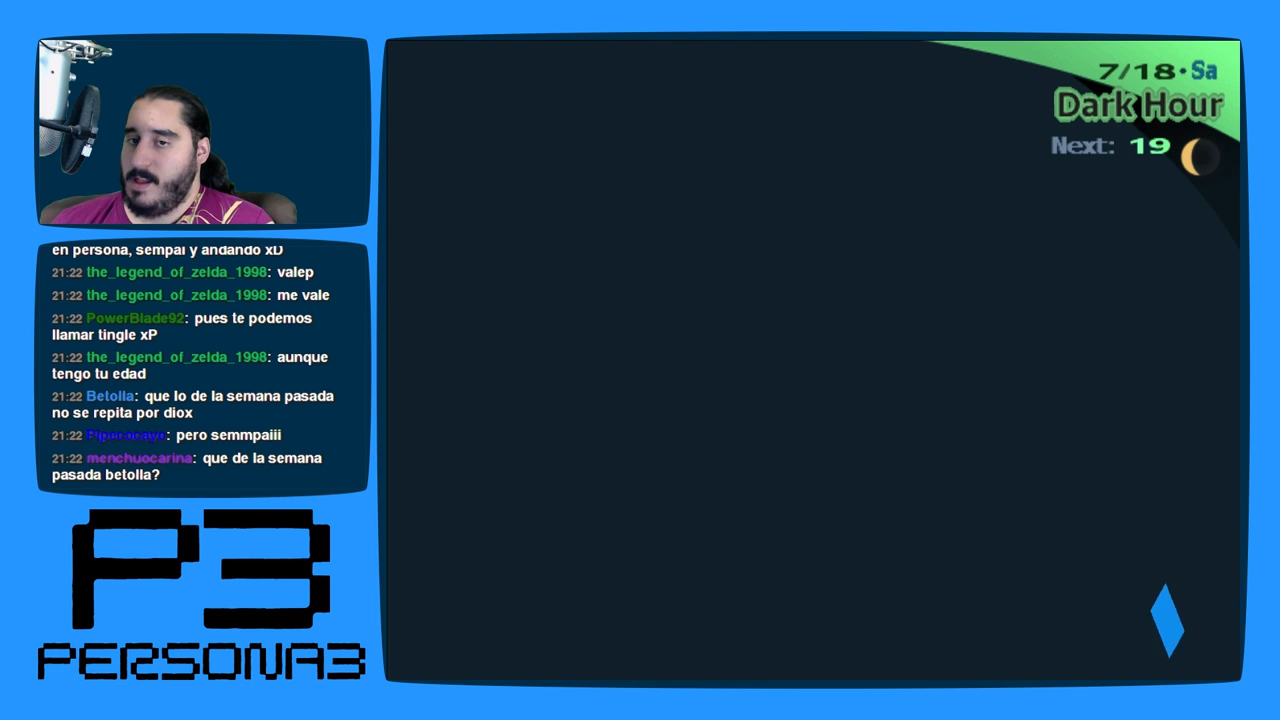 7/18・Sa
Dark Hour
Next: 19
en persona, sempai y andando xD
21:22 the_legend_of_zelda_1998: valep
21:22 the_legend_of_zelda_1998: me vale
21:22 PowerBlade92: pues te podemos
llamar tingle xP
21:22 the_legend_of_zelda_1998: aunque
tengo tu edad
21:22 Betolla: que lo de la semana pasada
no se repita por diox
21:22 : pero semmpaiii
21:22 menchuocarina: que de la semana
pasada betolla?
P3
PERSONA3